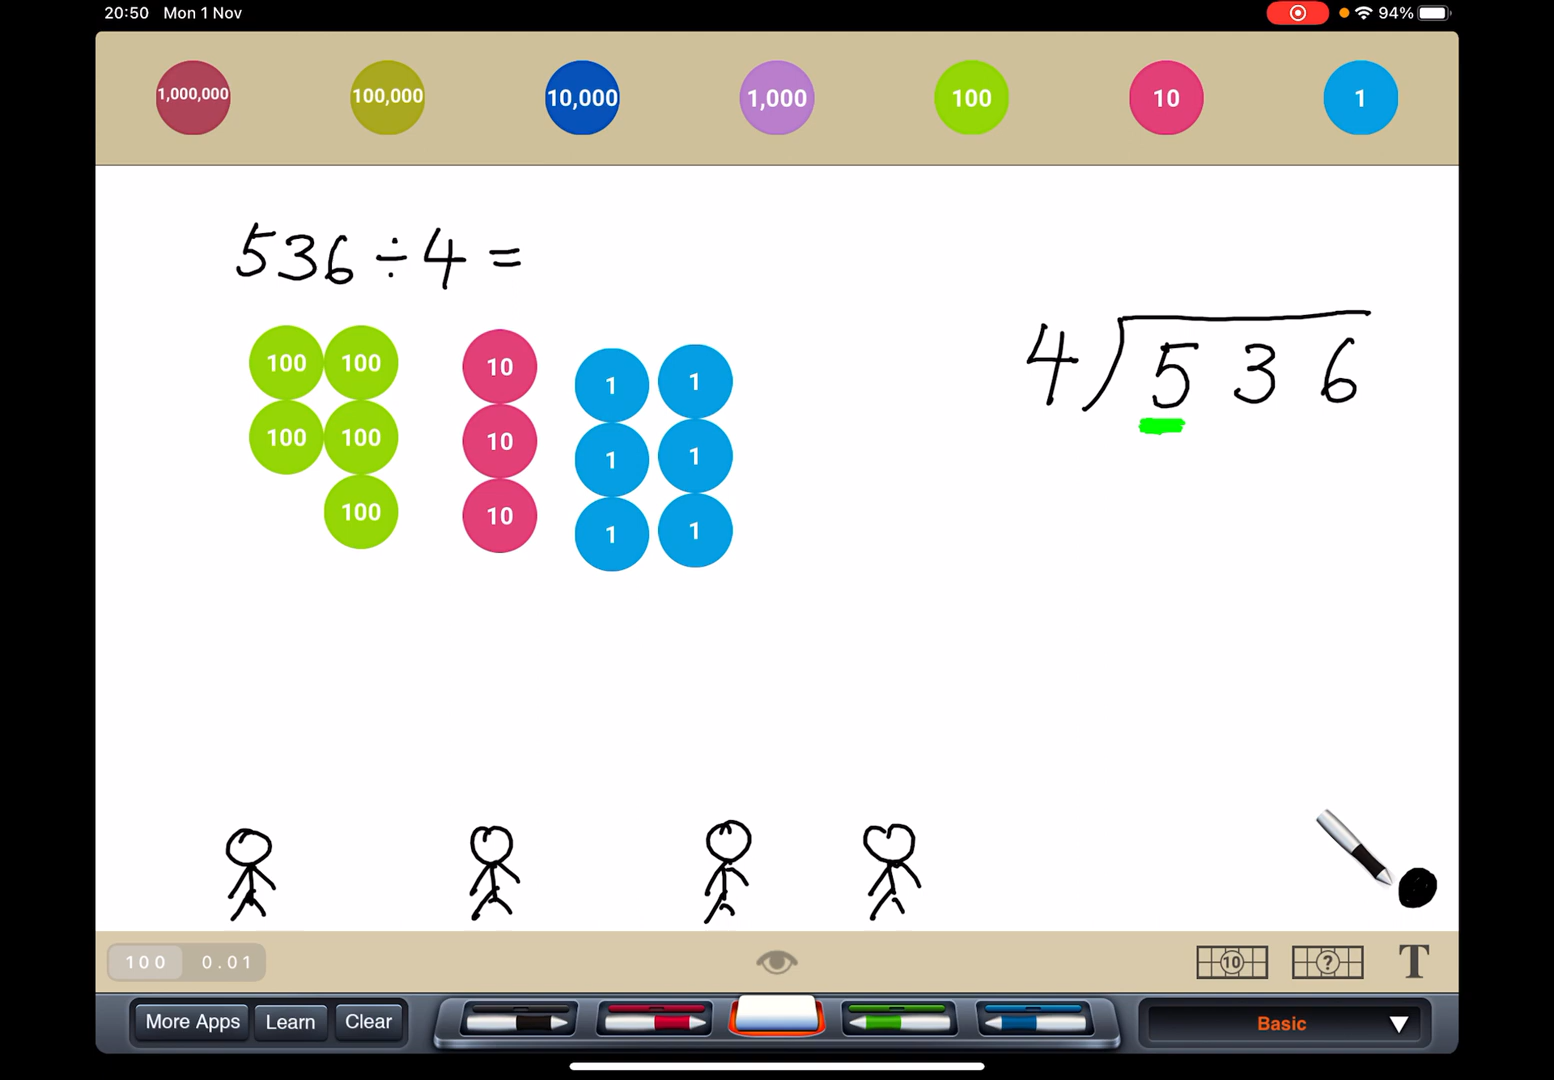 20:50 Mon 1 Nov 94%
1,000,000 100,000 10,000 1,000 100 10 1
536 ÷ 4 =
4 5 3 6
100 100 10 1 1
100 100 10 1 1
100 10 1 1
100 0.01 10 ? T
More Apps Learn Clear Basic